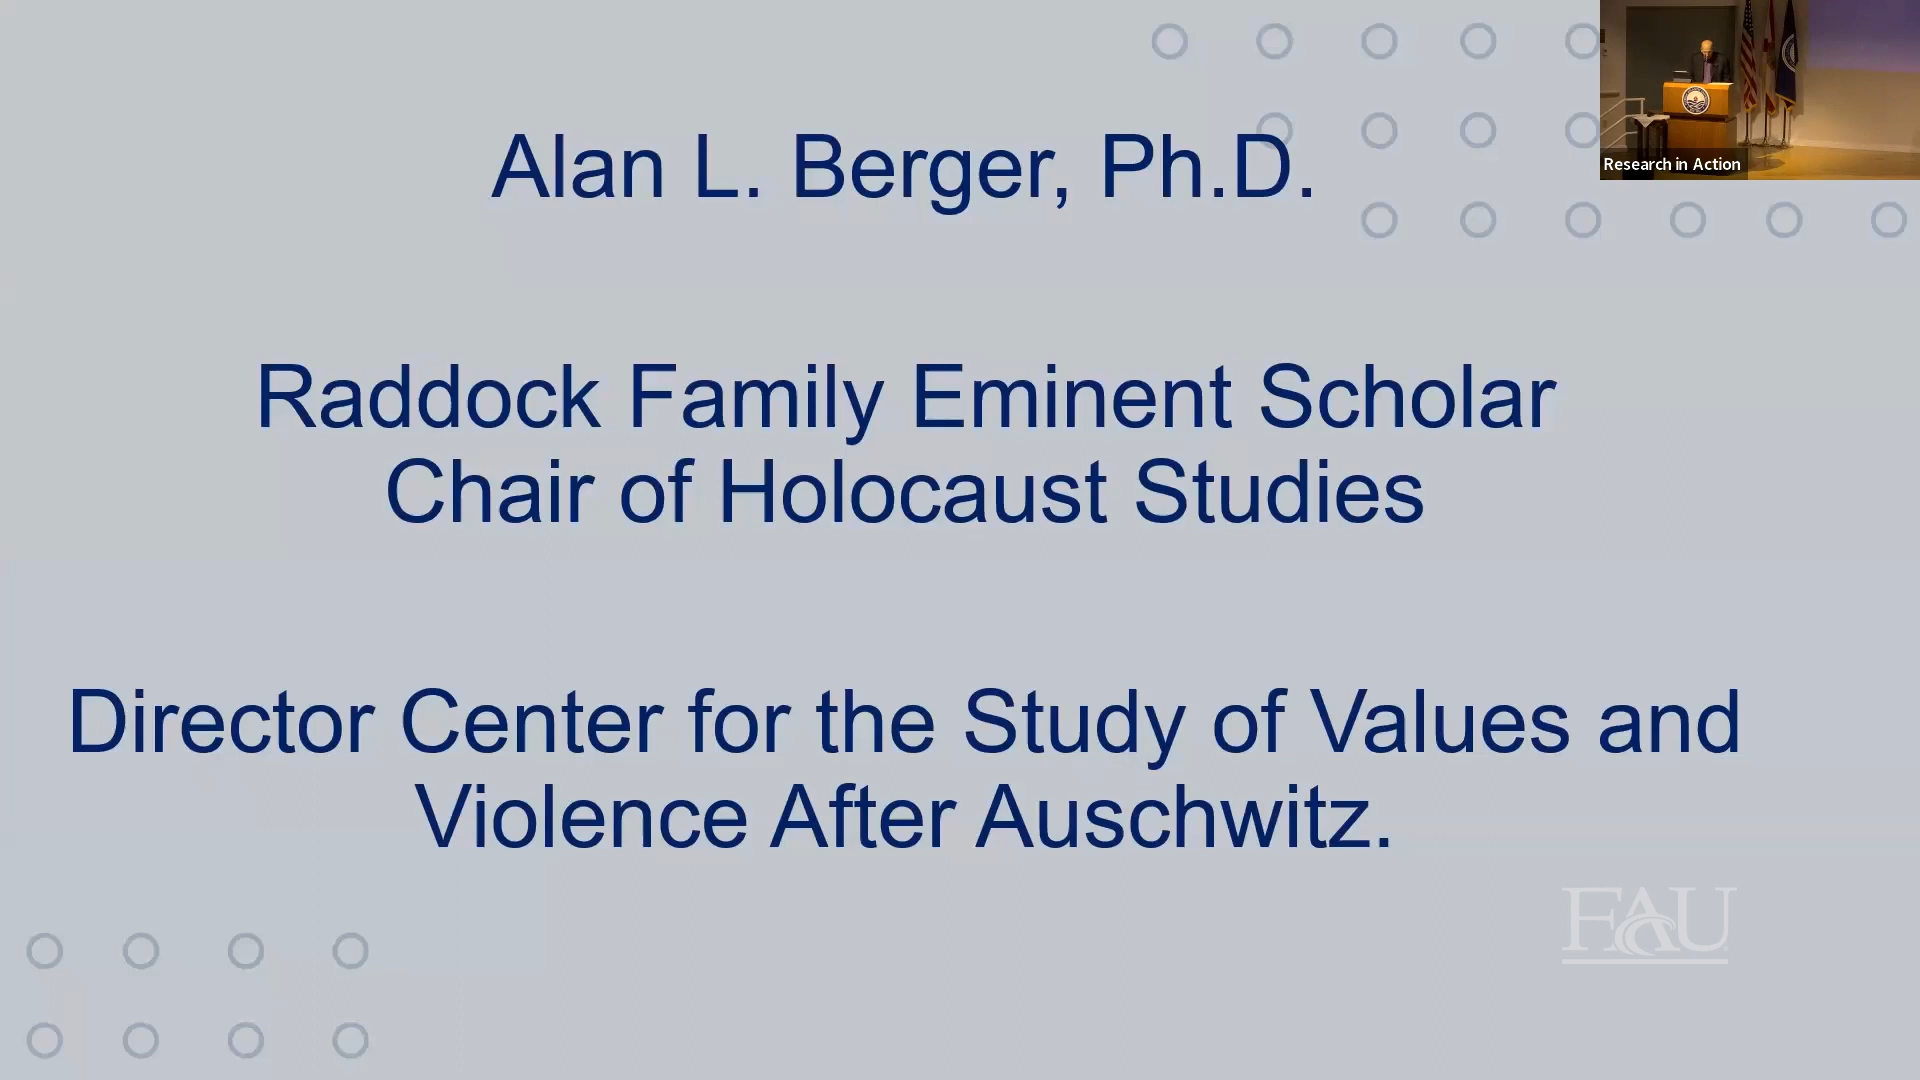 Alan L. Berger, Ph.D.
Research in Action
Raddock Family Eminent Scholar
Chair of Holocaust Studies
Director Center for the Study of Values and
Violence After Auschwitz.
FAU